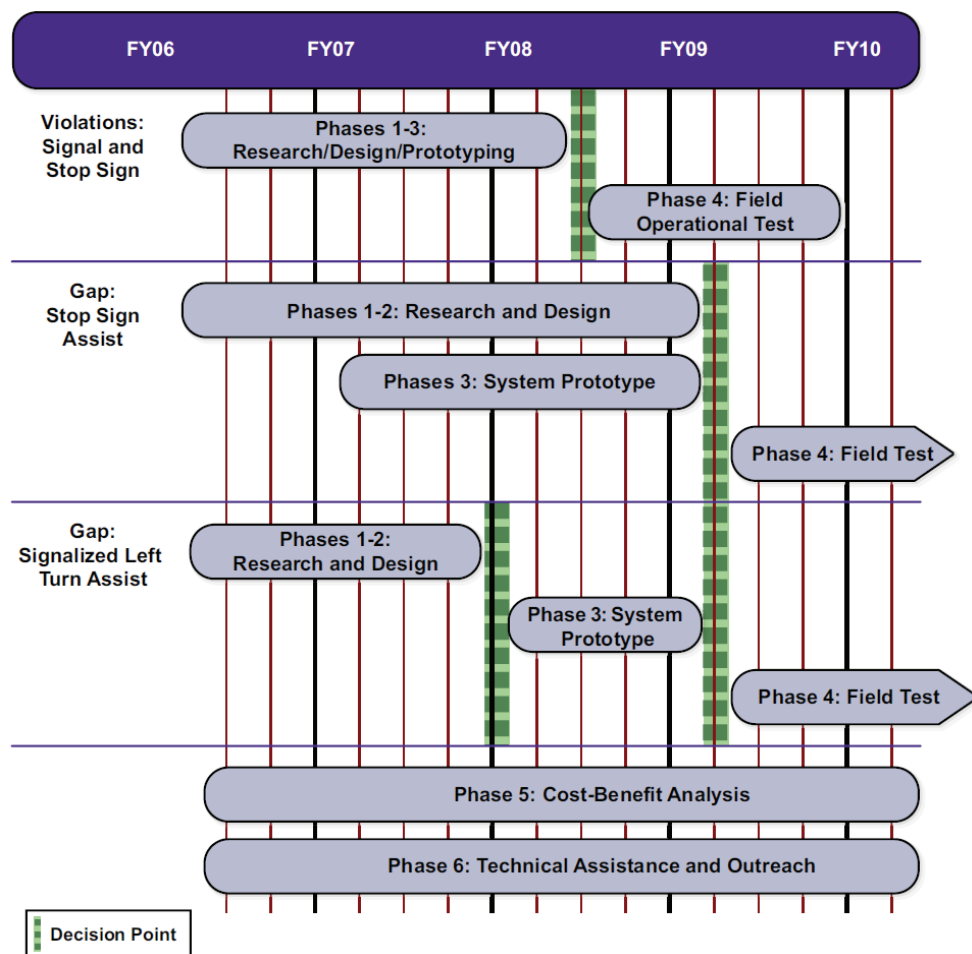 FY06 FY07 FY08 FY09 FY10
Violations:
Signal and
Stop Sign
Phases 1-3:
Research/Design/Prototyping
Phase 4: Field
Operational Test
Gap:
Stop Sign
Assist
Phases 1-2: Research and Design
Phases 3: System Prototype
Phase 4: Field Test
Gap:
Signalized Left
Turn Assist
Phases 1-2:
Research and Design
Phase 3: System
Prototype
Phase 4: Field Test
Phase 5: Cost-Benefit Analysis
Phase 6: Technical Assistance and Outreach
Decision Point